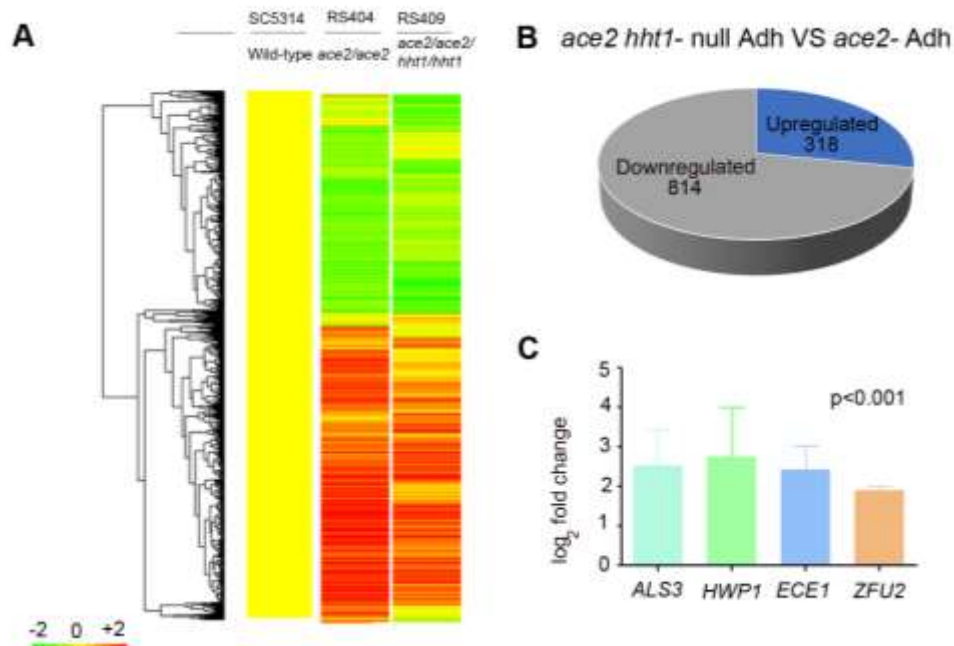 A
SC5314 RS404 RS409
Wild-type ace2/ace2 ace2/ace2/
hht1/hht1
-2 0 +2
B ace2 hht1- null Adh VS ace2- Adh
Upregulated
318
Downregulated
814
C
5
4
3
2
1
0
log2 fold change
p<0.001
ALS3 HWP1 ECE1 ZFU2